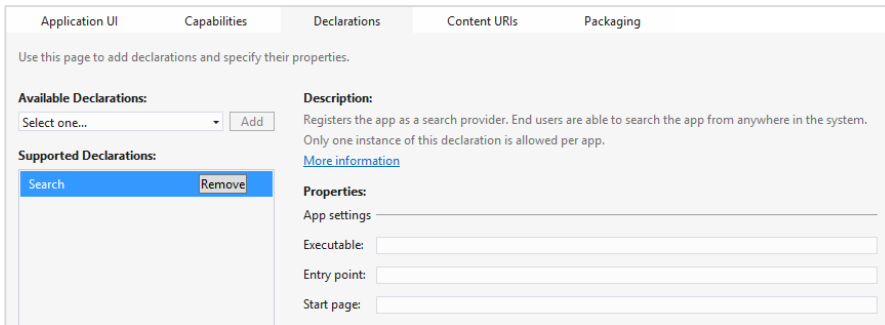 Application UI Capabilities Declarations Content URIs Packaging
Use this page to add declarations and specify their properties.
Available Declarations:
Select one...
Add
Supported Declarations:
Search
Remove
Description:
Registers the app as a search provider. End users are able to search the app from anywhere in the system.
Only one instance of this declaration is allowed per app.
More information
Properties:
App settings
Executable:
Entry point:
Start page: